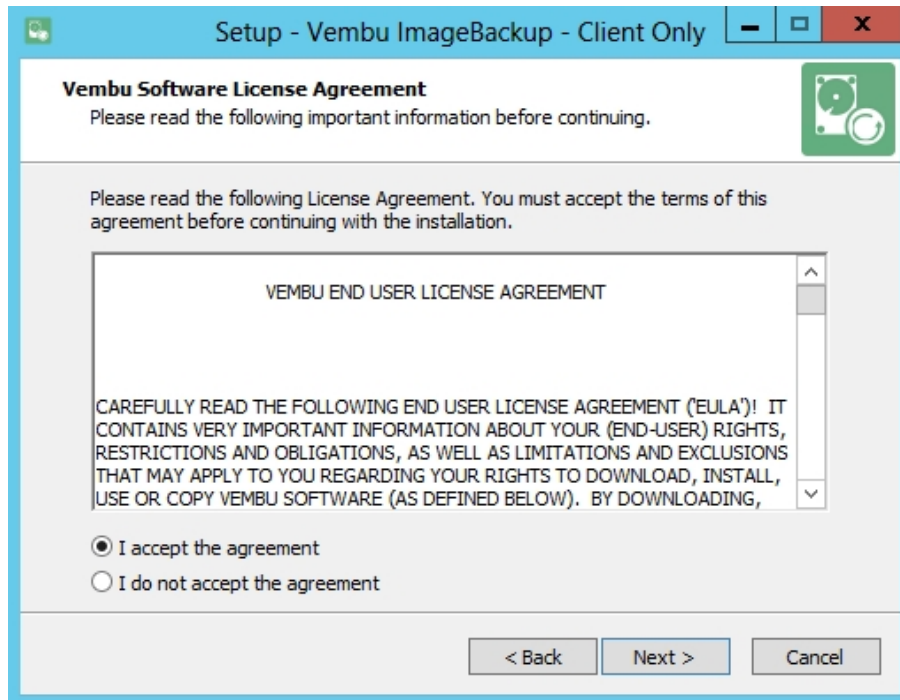 Setup - Vembu ImageBackup - Client Only
Vembu Software License Agreement
Please read the following important information before continuing.
Please read the following License Agreement. You must accept the terms of this
agreement before continuing with the installation.
VEMBU END USER LICENSE AGREEMENT
CAREFULLY READ THE FOLLOWING END USER LICENSE AGREEMENT ('EULA')!  IT
CONTAINS VERY IMPORTANT INFORMATION ABOUT YOUR (END-USER) RIGHTS,
RESTRICTIONS AND OBLIGATIONS, AS WELL AS LIMITATIONS AND EXCLUSIONS
THAT MAY APPLY TO YOU REGARDING YOUR RIGHTS TO DOWNLOAD, INSTALL,
USE OR COPY VEMBU SOFTWARE (AS DEFINED BELOW).  BY DOWNLOADING,
I accept the agreement
I do not accept the agreement
< Back
Next >
Cancel